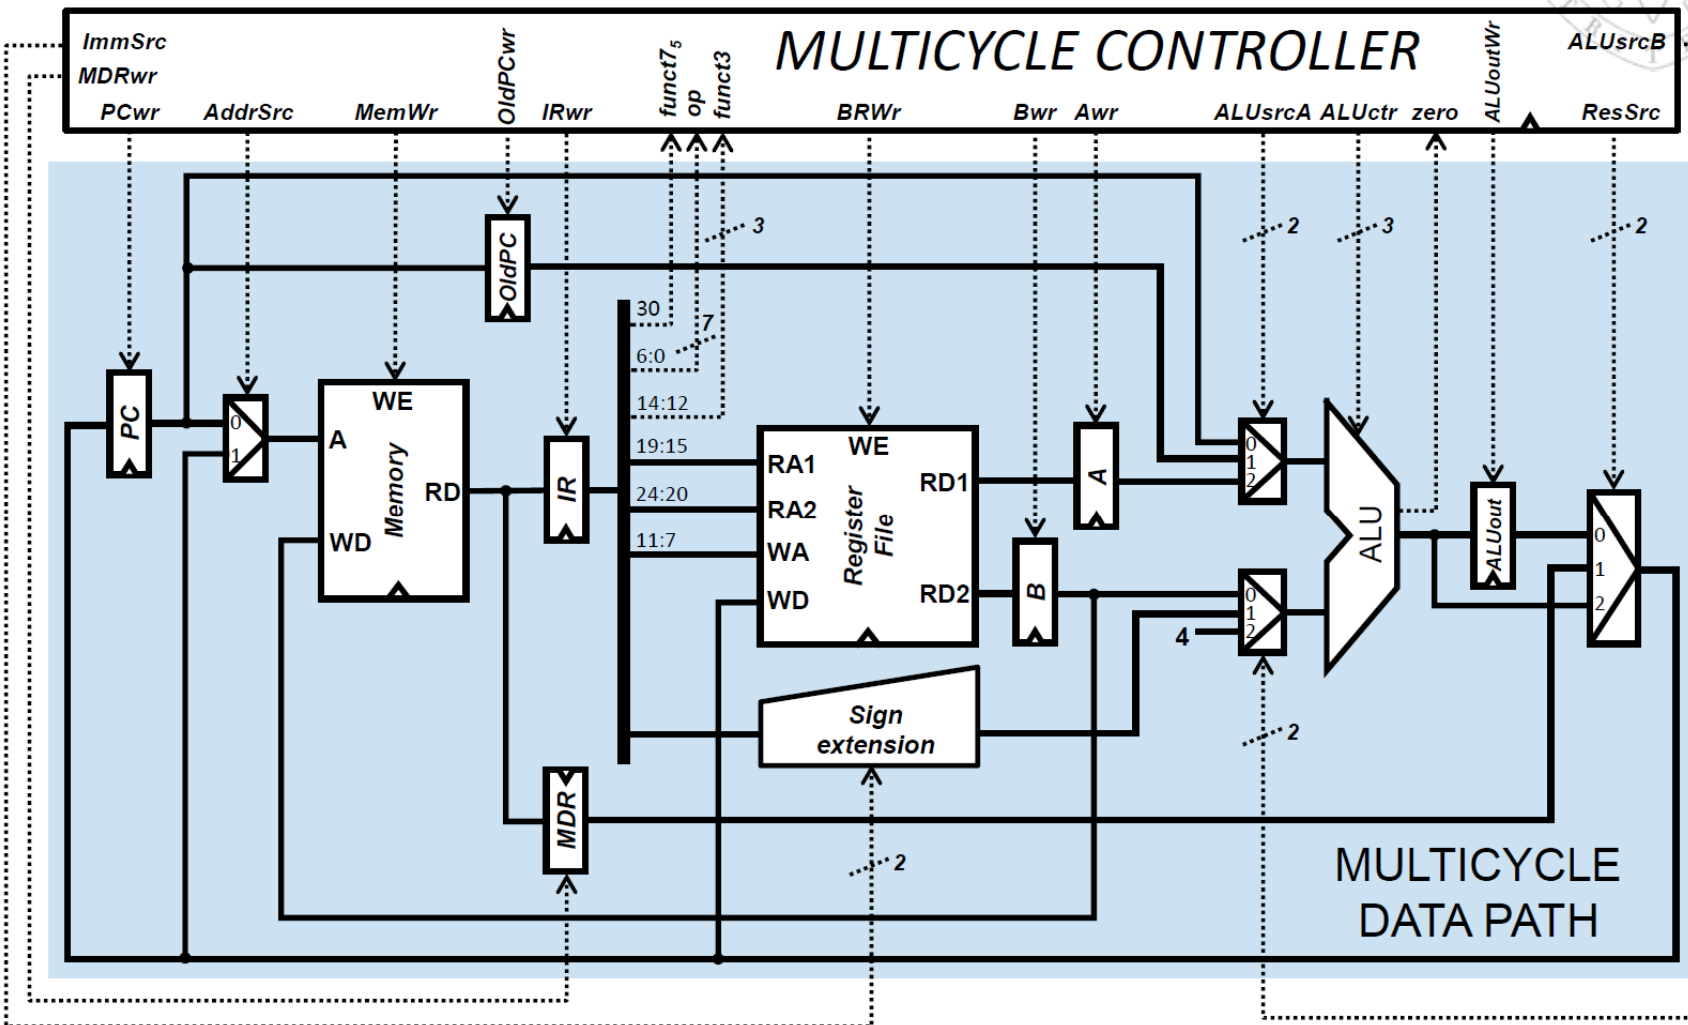 ImmSrc
MDRwr
PCwr
AddrSrc
MemWr
OldPCwr
IRwr
funct7₅
op
funct3
MULTICYCLE CONTROLLER
BRWr
Bwr
Awr
ALUsrcA
ALUctr
zero
ALUoutWr
ALUsrcB
ResSrc
3
2
3
2
OldPC
30
7
6:0
14:12
PC
0
1
WE
A
Memory
RD
WD
IR
19:15
24:20
11:7
WE
RA1
RA2
WA
WD
Register
File
RD1
RD2
A
B
0
1
2
0
1
2
4
ALU
ALUout
0
1
2
Sign
extension
2
MDR
2
MULTICYCLE
DATA PATH